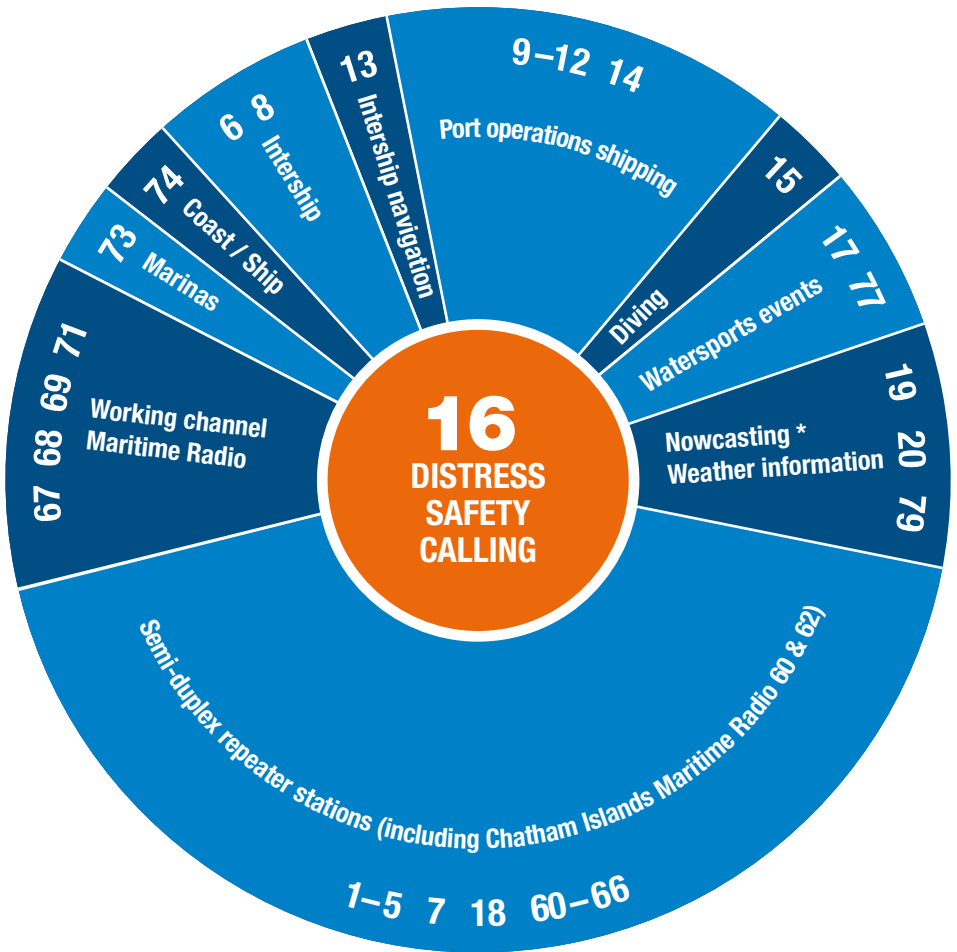 9–12 14
Port operations shipping
15
Diving
17 77
Watersports events
19 20 79
Nowcasting *
Weather information
1–5 7 18 60–66
Semi-duplex repeater stations (including Chatham Islands Maritime Radio 60 & 62)
67 68 69 71
Working channel
Maritime Radio
73
Marinas
74
Coast / Ship
6 8
Intership
13
Intership navigation
16
DISTRESS
SAFETY
CALLING